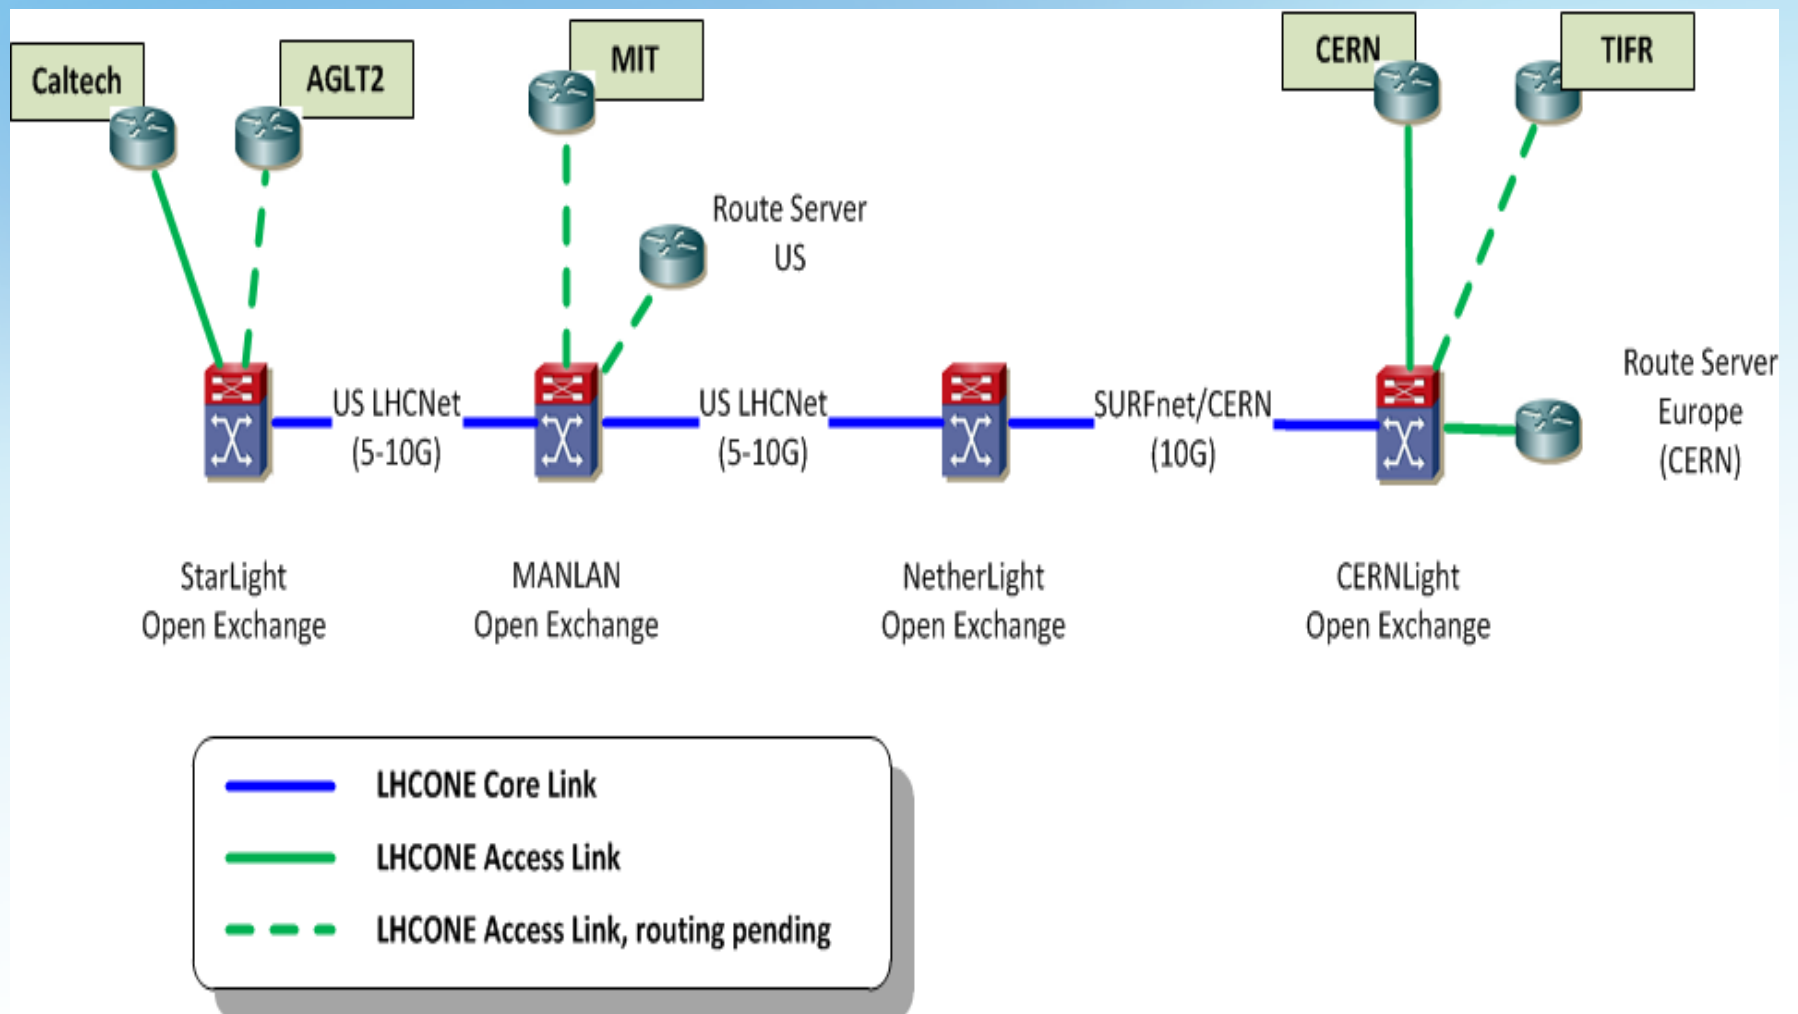 Caltech
AGLT2
MIT
CERN
TIFR
Route Server
US
Route Server
Europe
(CERN)
US LHCNet
(5-10G)
US LHCNet
(5-10G)
SURFnet/CERN
(10G)
StarLight
Open Exchange
MANLAN
Open Exchange
NetherLight
Open Exchange
CERNLight
Open Exchange
LHCONE Core Link
LHCONE Access Link
LHCONE Access Link, routing pending